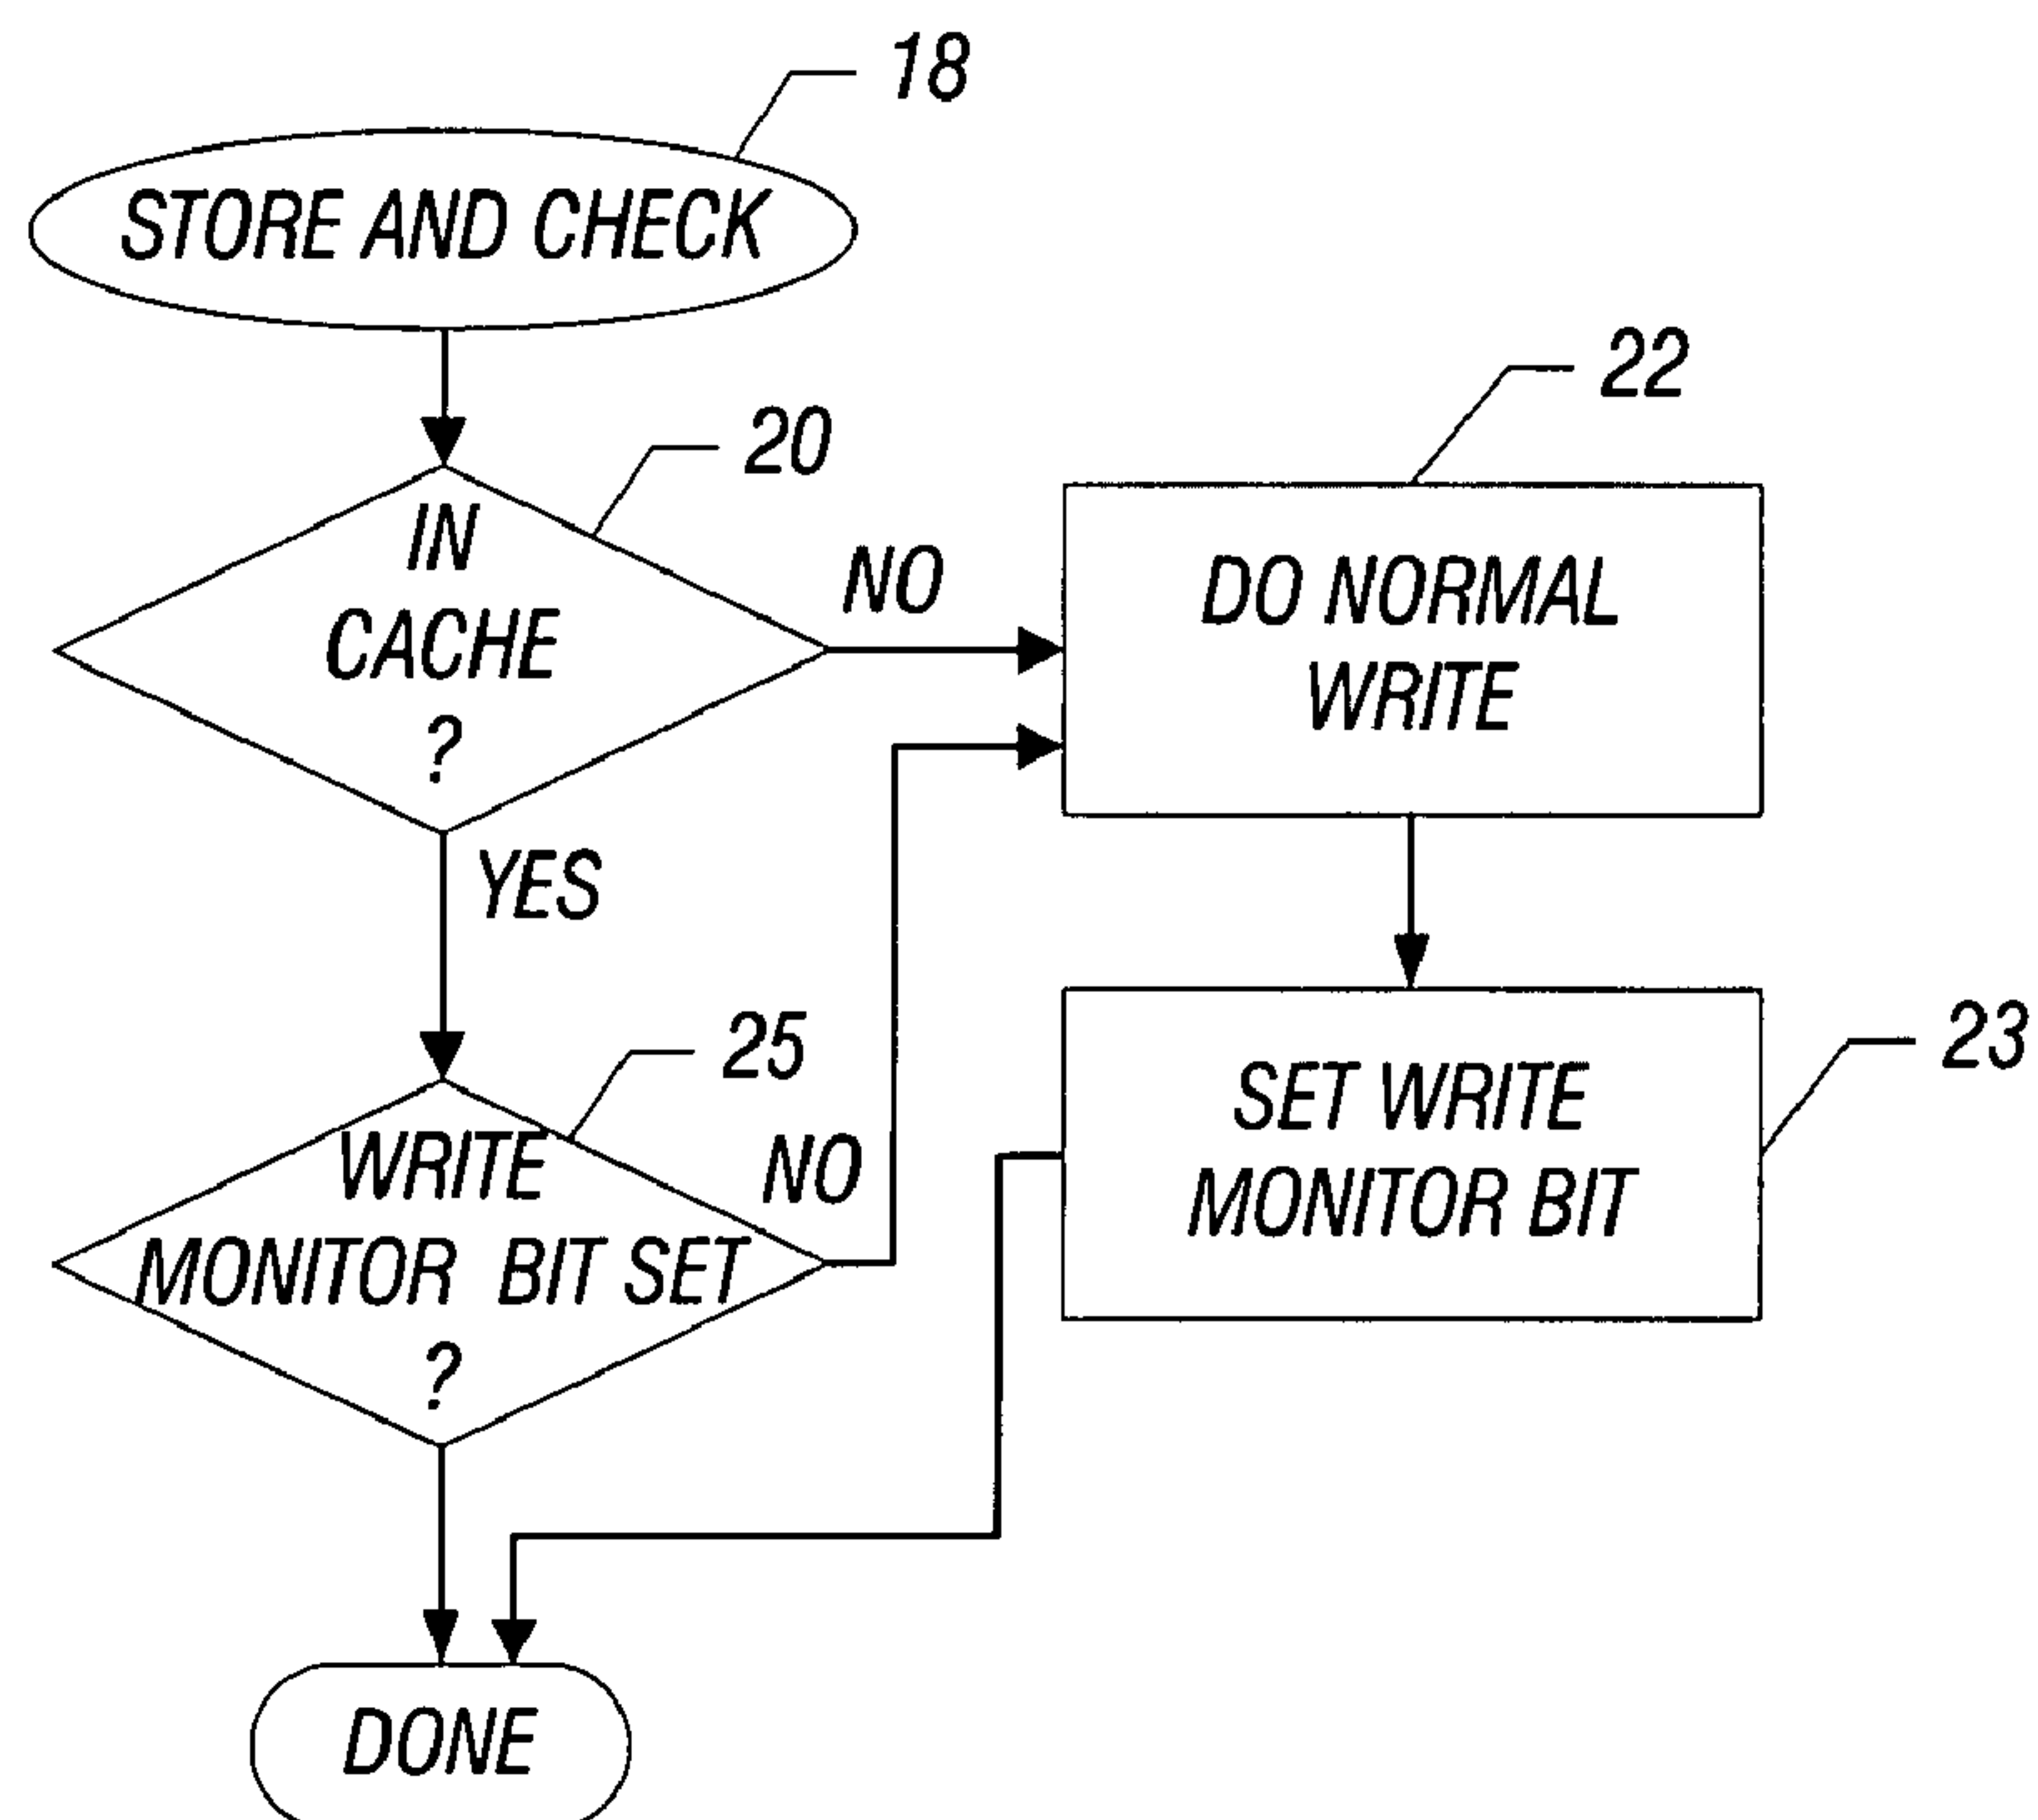 18
STORE AND CHECK
20
IN
CACHE
?
NO
YES
22
DO NORMAL
WRITE
25
WRITE
MONITOR BIT SET
?
NO
23
SET WRITE
MONITOR BIT
DONE